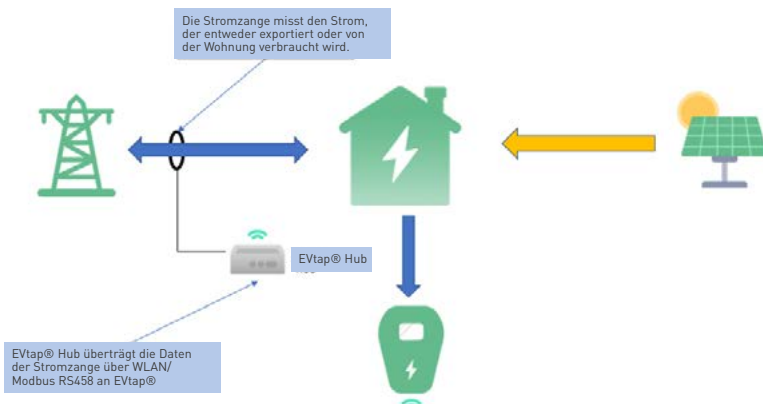 Die Stromzange misst den Strom,
der entweder exportiert oder von
der Wohnung verbraucht wird.
EVtap® Hub
EVtap® Hub überträgt die Daten
der Stromzange über WLAN/
Modbus RS458 an EVtap®